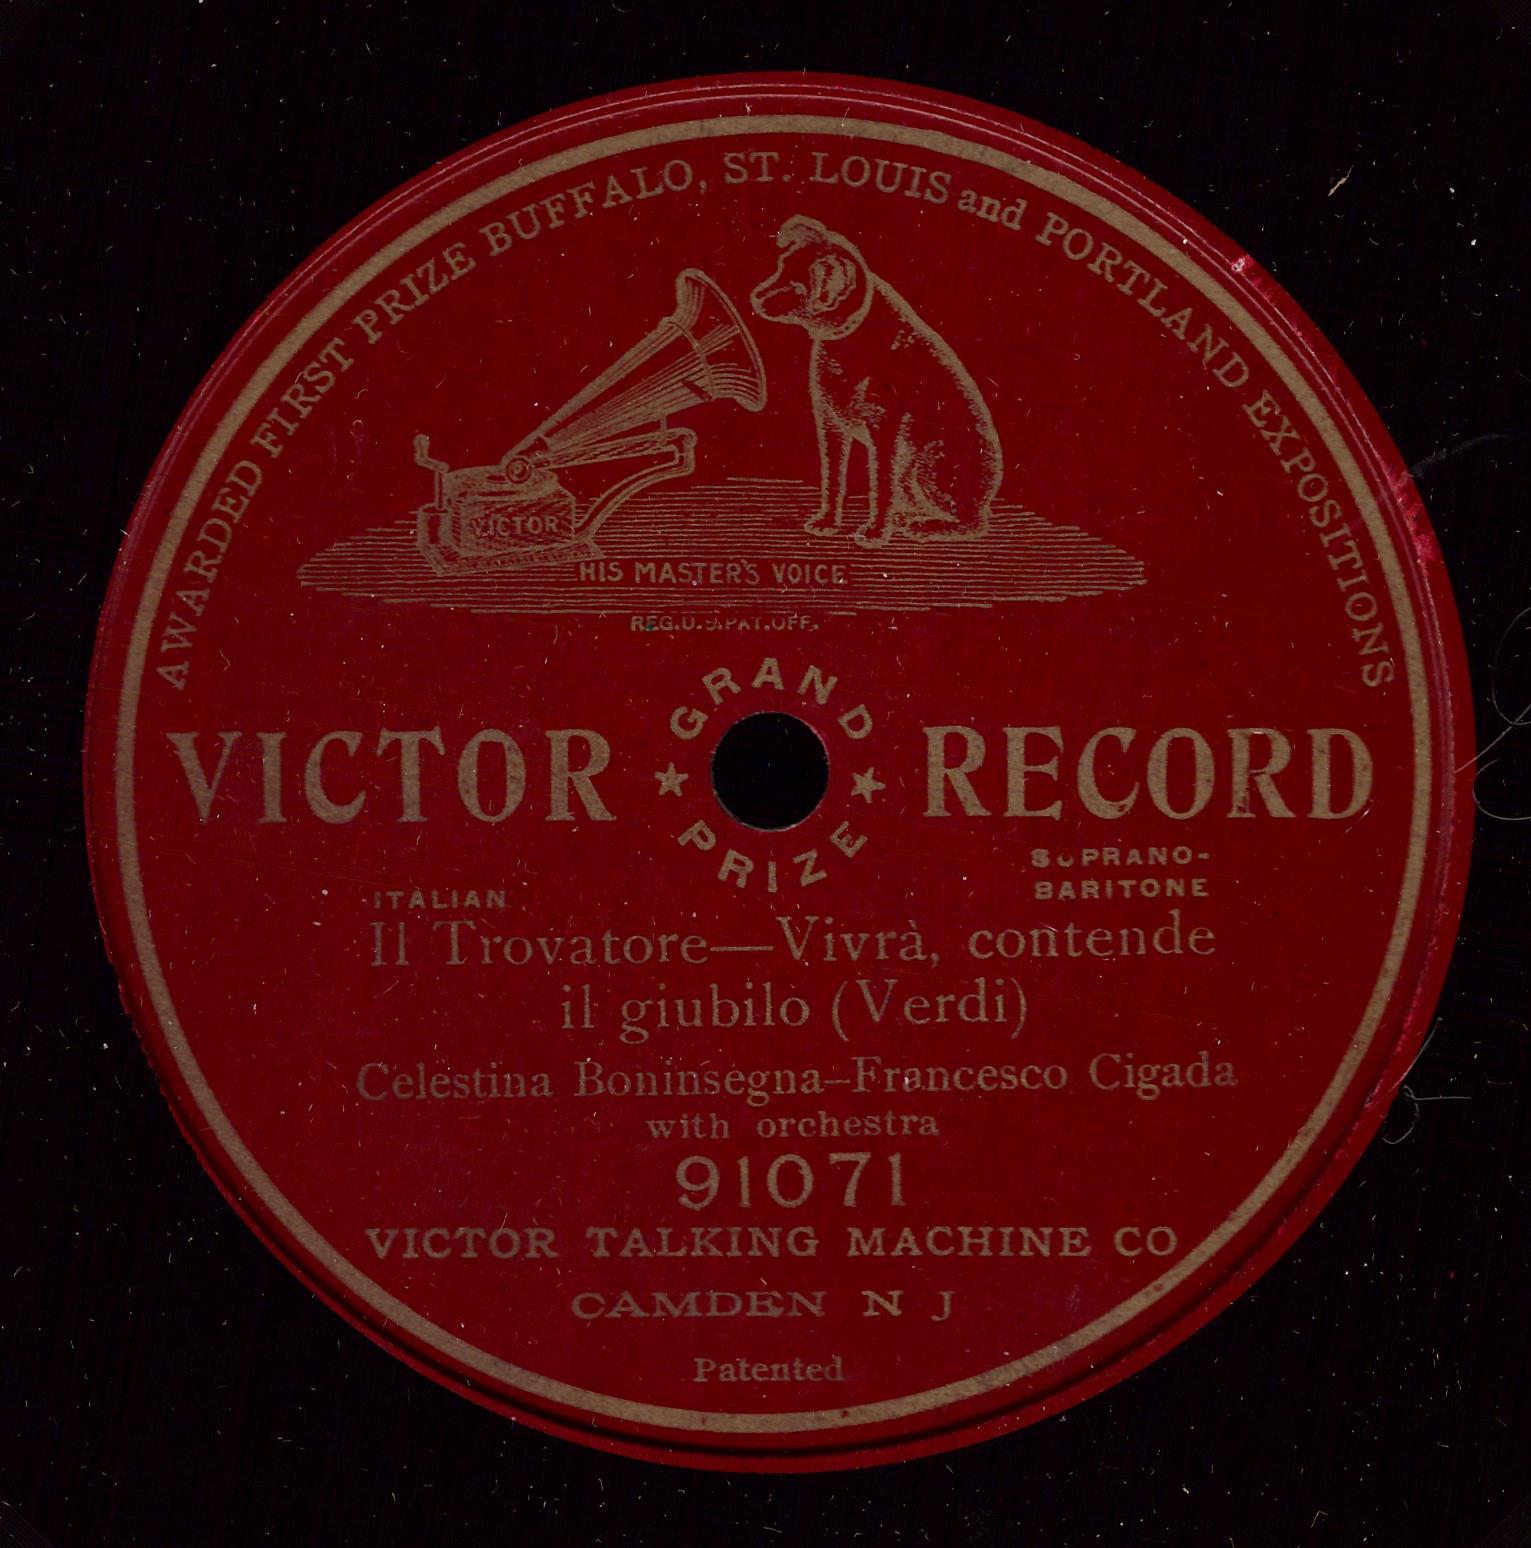 AWARDED FIRST PRIZE BUFFALO, ST. LOUIS and PORTLAND EXPOSITIONS
VICTOR
HIS MASTER'S VOICE
REG.U.S.PAT.OFF.
GRAND PRIZE
VICTOR RECORD
SOPRANO-
BARITONE
ITALIAN
Il Trovatore—Vivrà, contende
il giubilo (Verdi)
Celestina Boninsegna–Francesco Cigada
with orchestra
91071
VICTOR TALKING MACHINE CO
CAMDEN N J
Patented